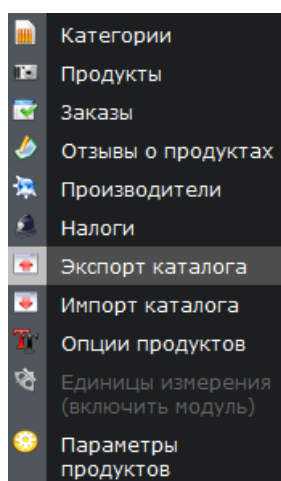 Категории
Продукты
Заказы
Отзывы о продуктах
Производители
Налоги
Экспорт каталога
Импорт каталога
Опции продуктов
Единицы измерения
(включить модуль)
Параметры
продуктов